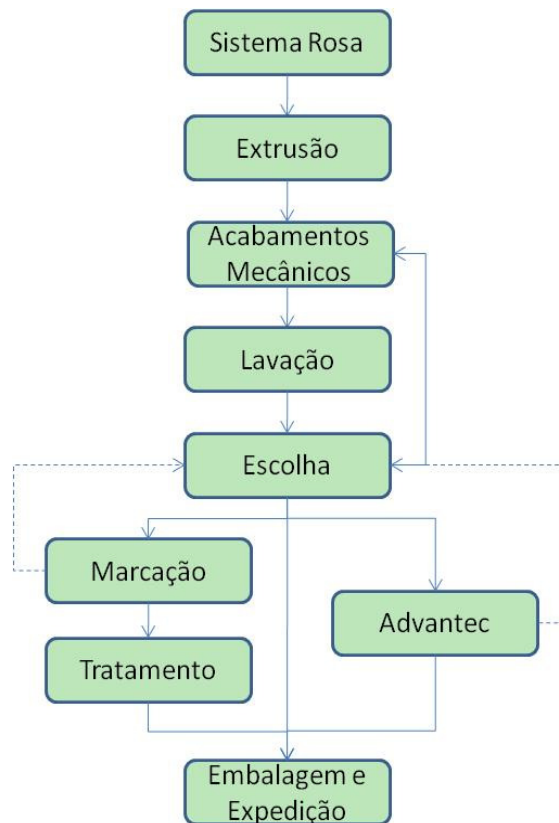 Sistema Rosa
Extrusão
Acabamentos
Mecânicos
Lavação
Escolha
Marcação
Advantec
Tratamento
Embalagem e
Expedição